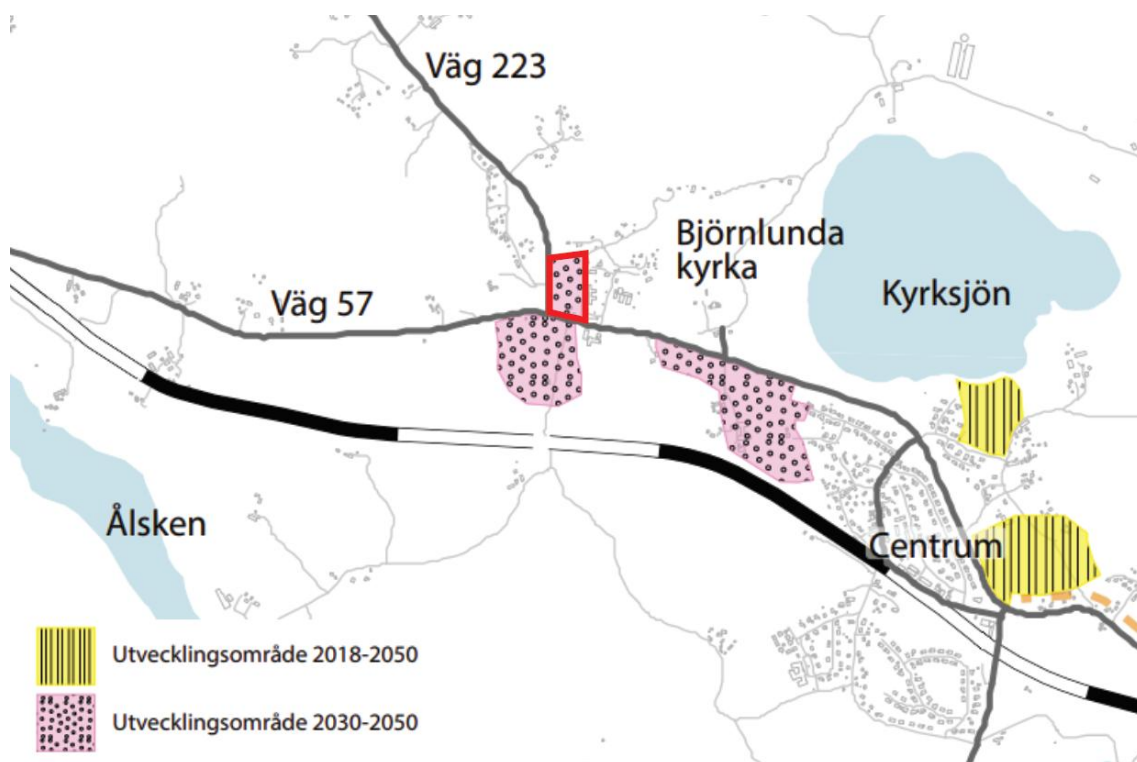 Väg 223
Björnlunda
kyrka
Kyrksjön
Väg 57
Ålsken
Centrum
Utvecklingsområde 2018-2050
Utvecklingsområde 2030-2050